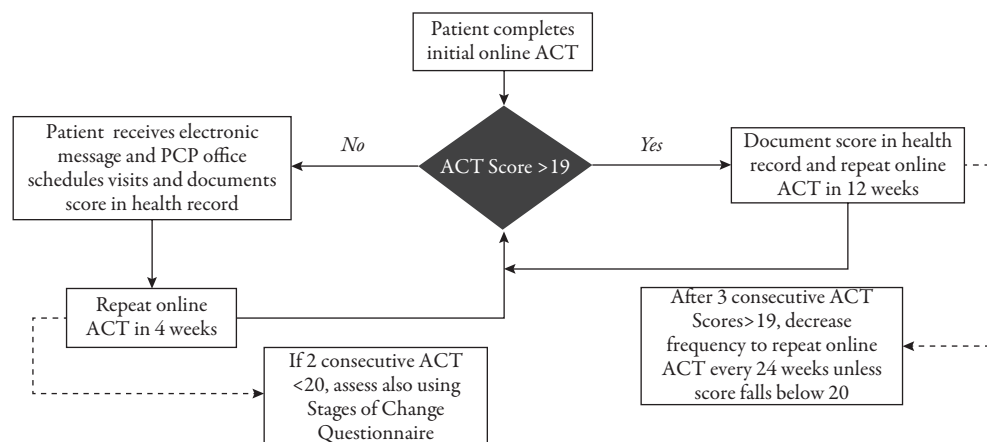 Patient completes
initial online ACT
Patient receives electronic
message and PCP office
schedules visits and documents
score in health record
No
ACT Score >19
Yes
Document score in health
record and repeat online
ACT in 12 weeks
Repeat online
ACT in 4 weeks
After 3 consecutive ACT
Scores>19, decrease
frequency to repeat online
ACT every 24 weeks unless
score falls below 20
If 2 consecutive ACT
<20, assess also using
Stages of Change
Questionnaire